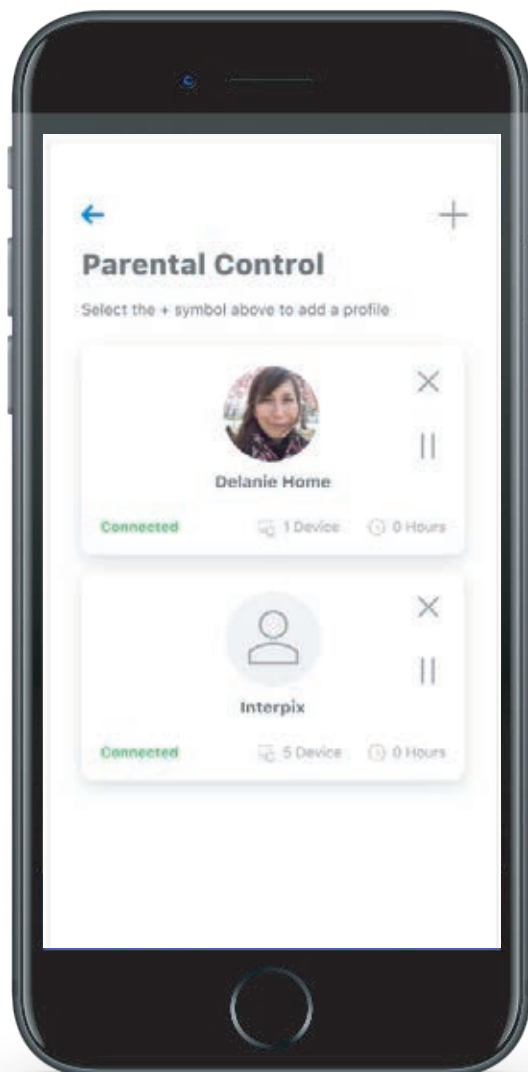 Parental Control
Select the + symbol above to add a profile
Delanie Home
Connected 1 Device 0 Hours
Interpix
Connected 5 Device 0 Hours